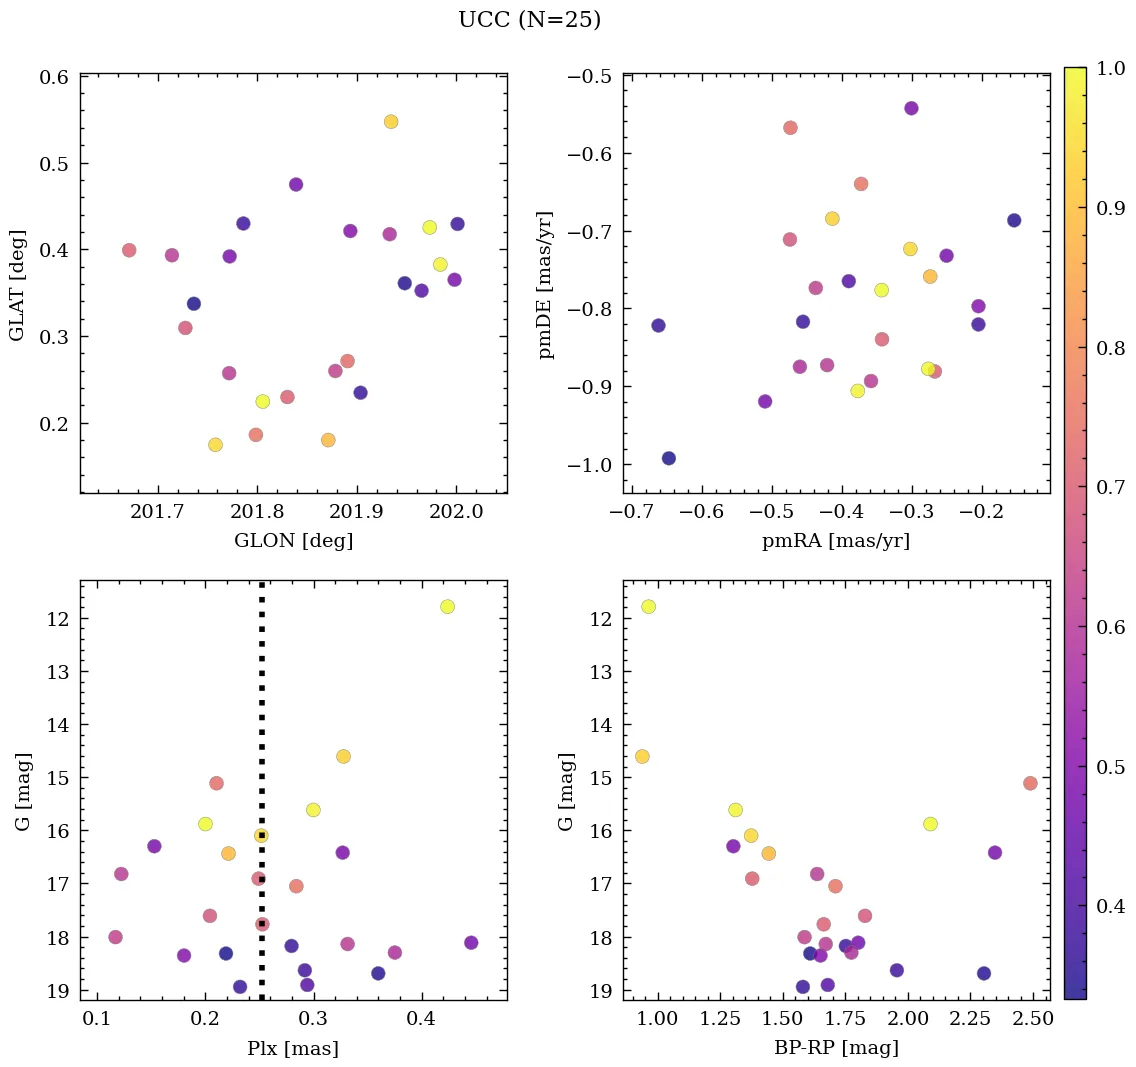 UCC (N=25)
0.6
0.5
0.4
0.3
0.2
GLAT [deg]
201.7 201.8 201.9 202.0
GLON [deg]
−0.5
−0.6
−0.7
−0.8
−0.9
−1.0
pmDE [mas/yr]
−0.7 −0.6 −0.5 −0.4 −0.3 −0.2
pmRA [mas/yr]
12
13
14
15
16
17
18
19
G [mag]
0.1 0.2 0.3 0.4
Plx [mas]
12
13
14
15
16
17
18
19
G [mag]
1.00 1.25 1.50 1.75 2.00 2.25 2.50
BP-RP [mag]
1.0
0.9
0.8
0.7
0.6
0.5
0.4